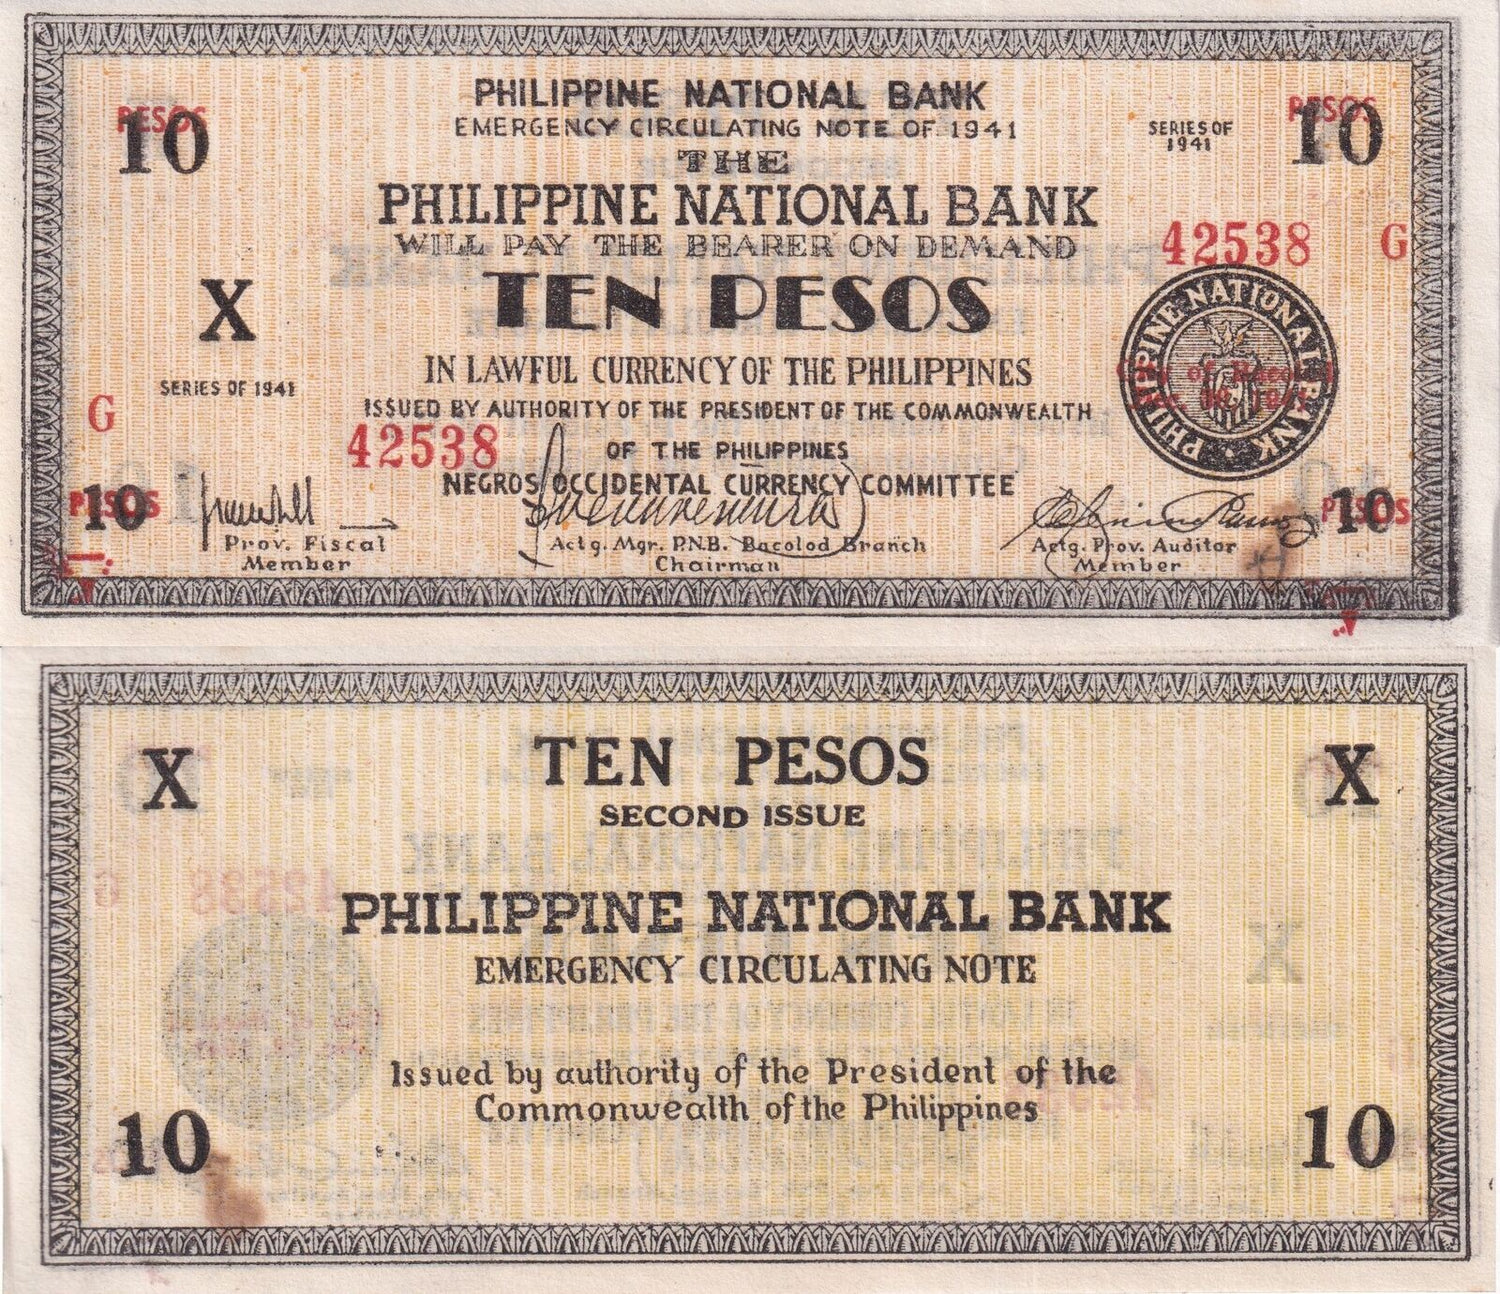 PHILIPPINE NATIONAL BANK
EMERGENCY CIRCULATING NOTE OF 1941
THE
PHILIPPINE NATIONAL BANK
WILL PAY THE BEARER ON DEMAND
TEN PESOS
IN LAWFUL CURRENCY OF THE PHILIPPINES
ISSUED BY AUTHORITY OF THE PRESIDENT OF THE COMMONWEALTH
OF THE PHILIPPINES
NEGROS OCCIDENTAL CURRENCY COMMITTEE
PESOS
10
PESOS
10
SERIES OF
1941
42538 G
X
SERIES OF 1941
PHILIPPINE NATIONAL BANK
G
42538
PESOS
10
PESOS
10
Prov. Fiscal
Member
Actg. Mgr. P.N.B. Bacolod Branch
Chairman
Actg. Prov. Auditor
Member
X
TEN PESOS
X
SECOND ISSUE
PHILIPPINE NATIONAL BANK
EMERGENCY CIRCULATING NOTE
Issued by authority of the President of the
Commonwealth of the Philippines
10
10